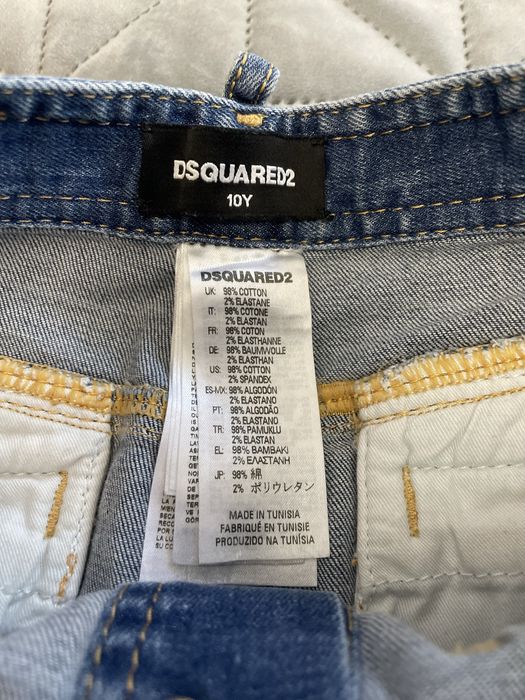 DSQUARED2
10Y
DSQUARED2
UK: 98% COTTON
2% ELASTANE
IT: 98% COTONE
2% ELASTAN
FR: 98% COTON
2% ELASTHANNE
DE: 98% BAUMWOLLE
2% ELASTHAN
US: 98% COTTON
2% SPANDEX
ES-MX: 98% ALGODÓN
2% ELASTANO
PT: 98% ALGODÃO
2% ELASTANO
TR: 98% PAMUKLU
2% ELASTAN
EL: 98% ΒΑΜΒΑΚΙ
2% ΕΛΑΣΤΑΝΗ
JP: 98% 綿
2% ポリウレタン
MADE IN TUNISIA
FABRIQUÉ EN TUNISIE
PRODUZIDO NA TUNÍSIA